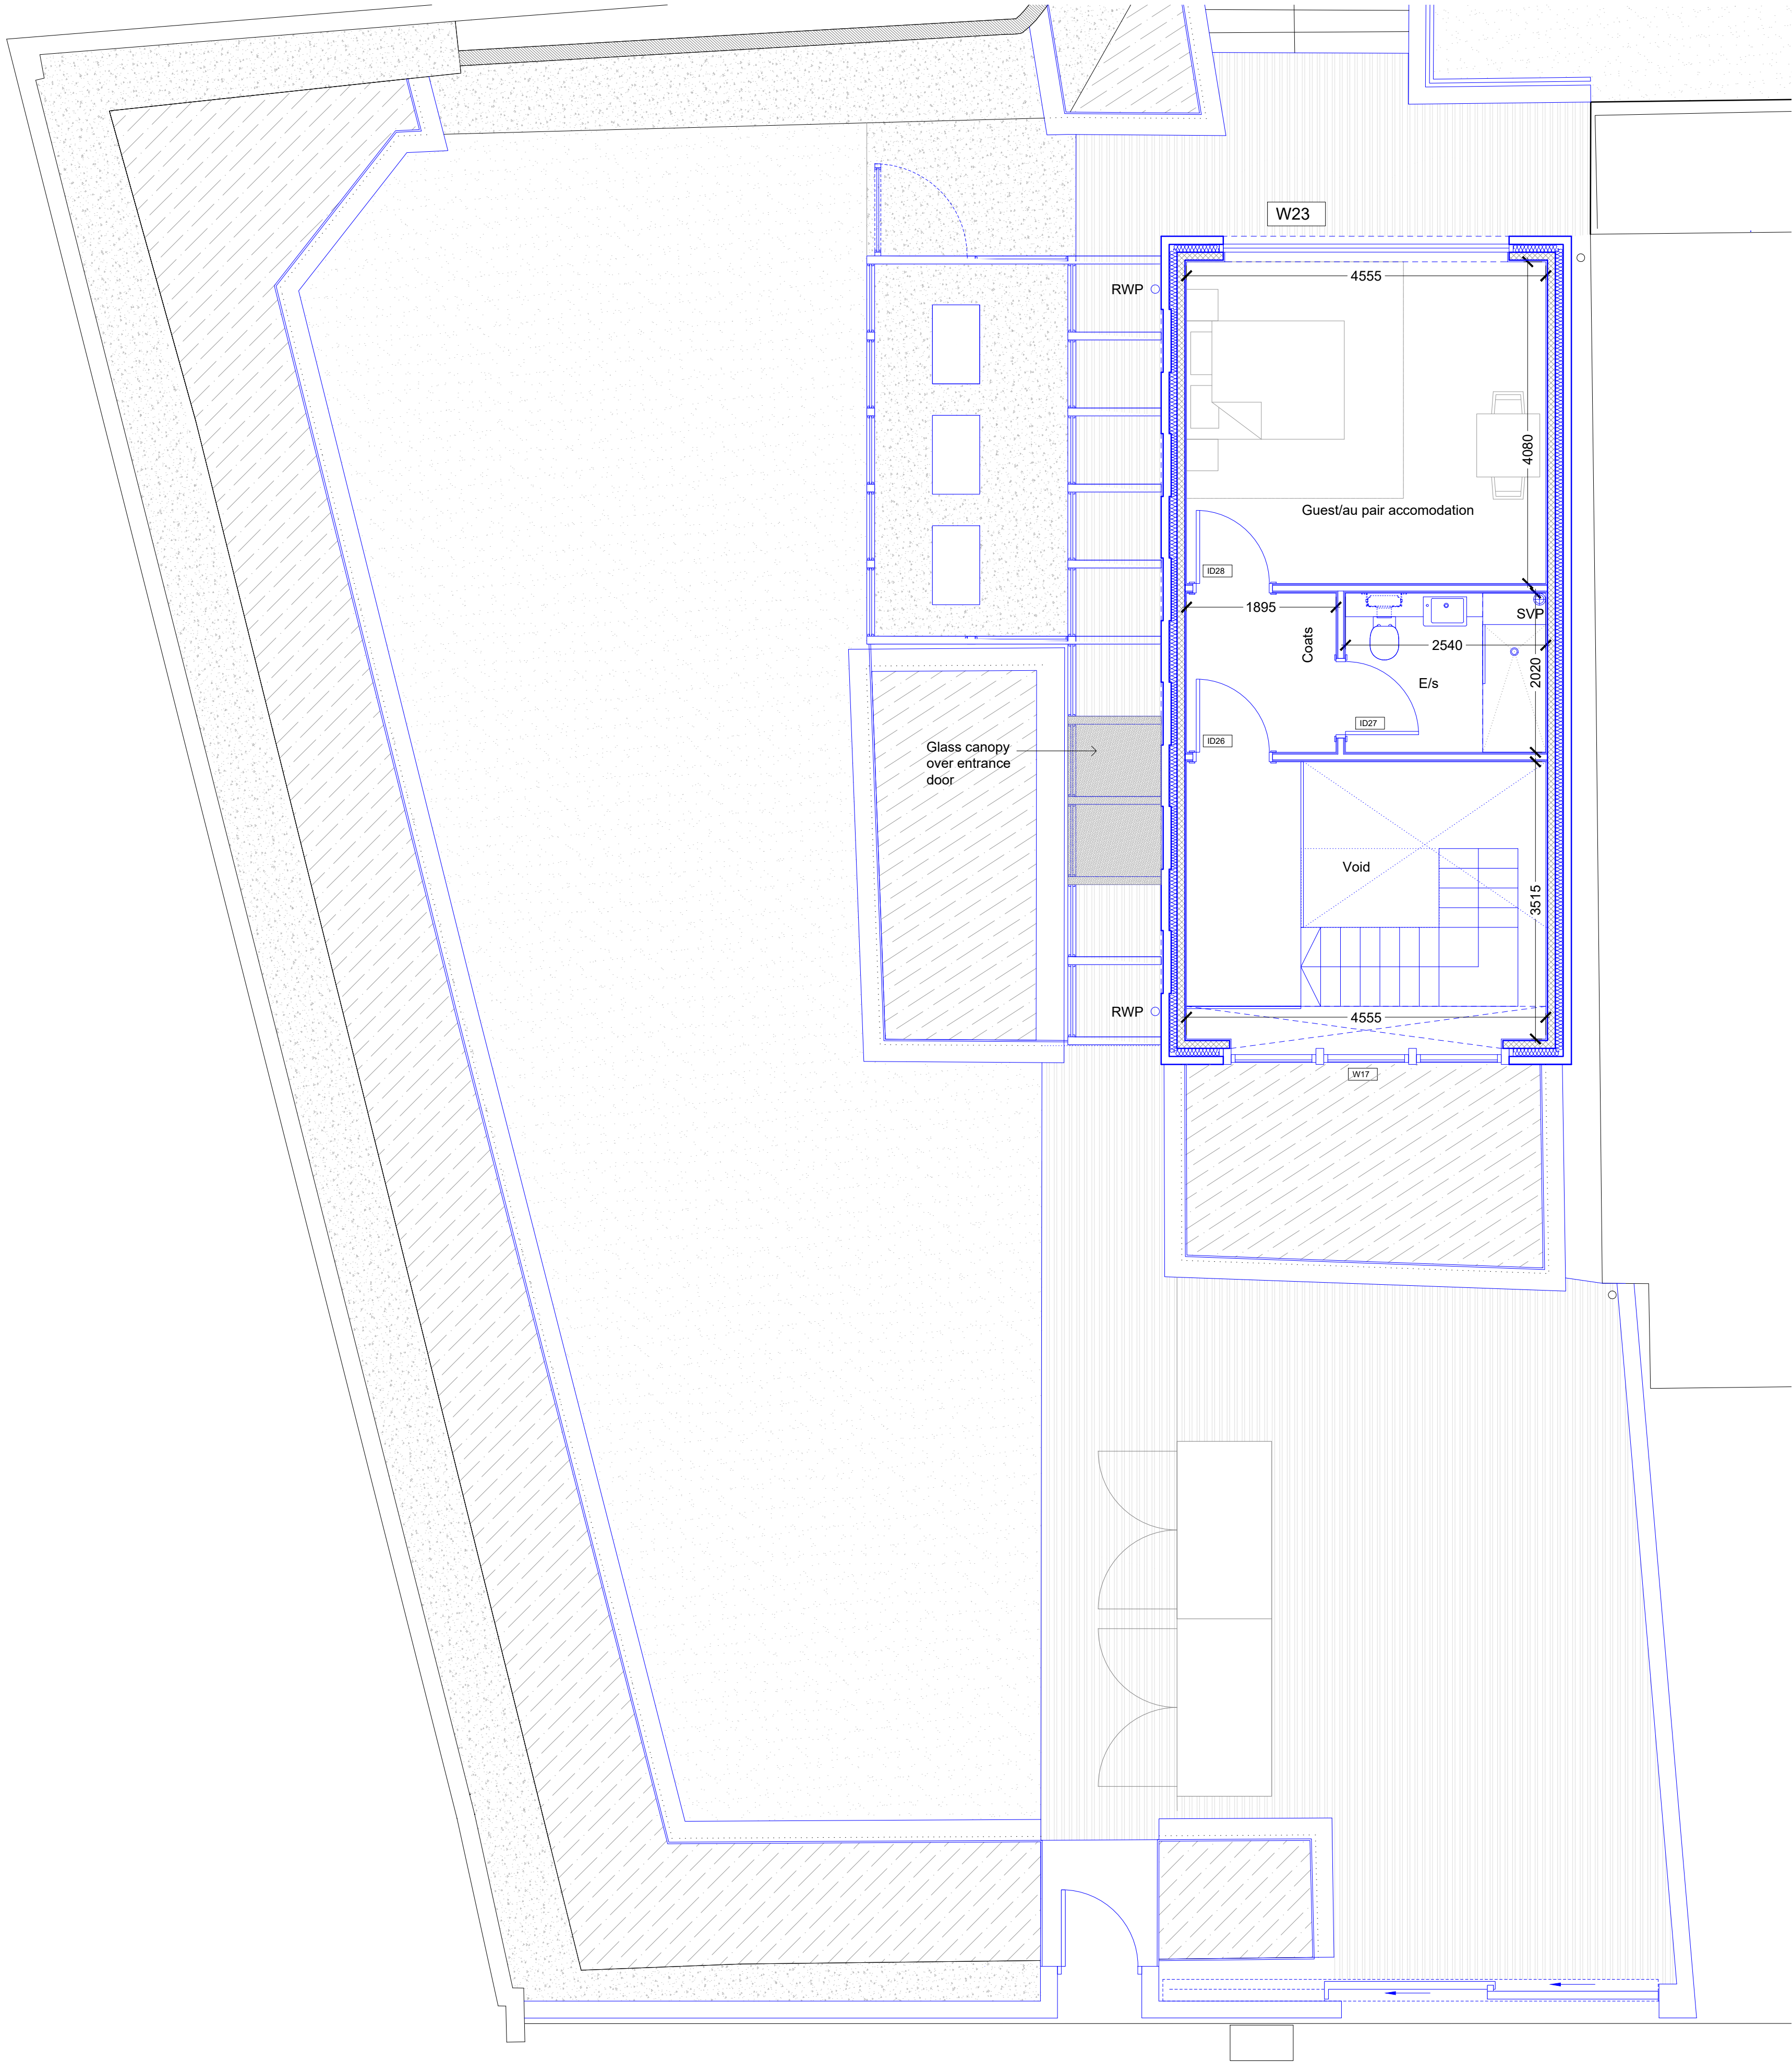 W23
4555
RWP
4080
Guest/au pair accomodation
ID28
1895
SVP
Coats
2540
2020
E/s
ID27
ID26
Glass canopy
over entrance
door
Void
3515
RWP
4555
W17